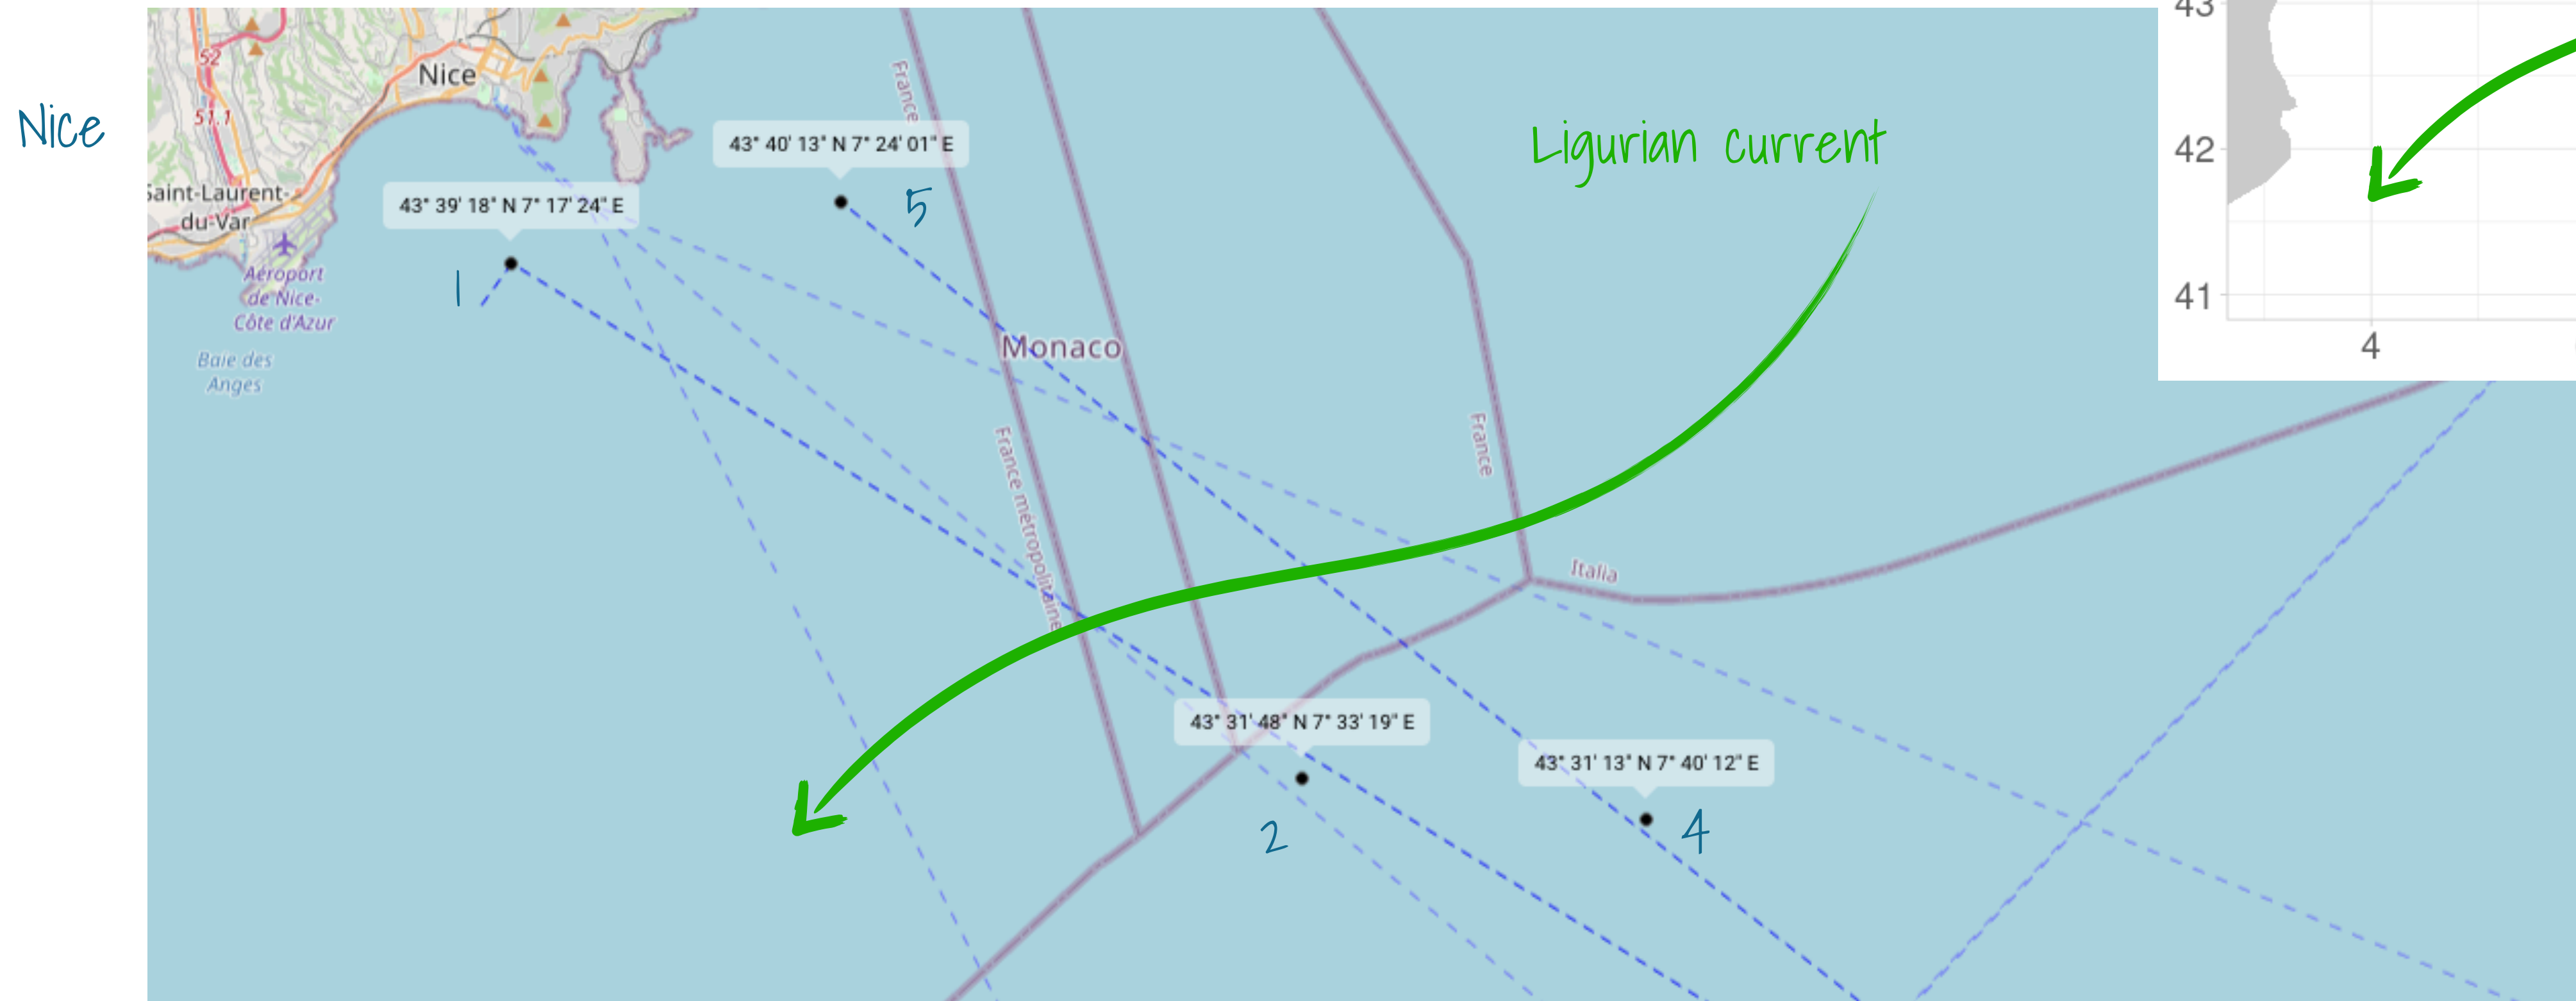 Nice
52
Nice
51.1
Saint-Laurent-
du-Var
Aéroport
de Nice-
Côte d'Azur
Baie des
Anges
43° 39' 18" N 7° 17' 24" E
1
43° 40' 13" N 7° 24' 01" E
5
France
Monaco
France métropolitaine
France
Ligurian current
Italia
43° 31' 48" N 7° 33' 19" E
2
43° 31' 13" N 7° 40' 12" E
4
43
42
41
4